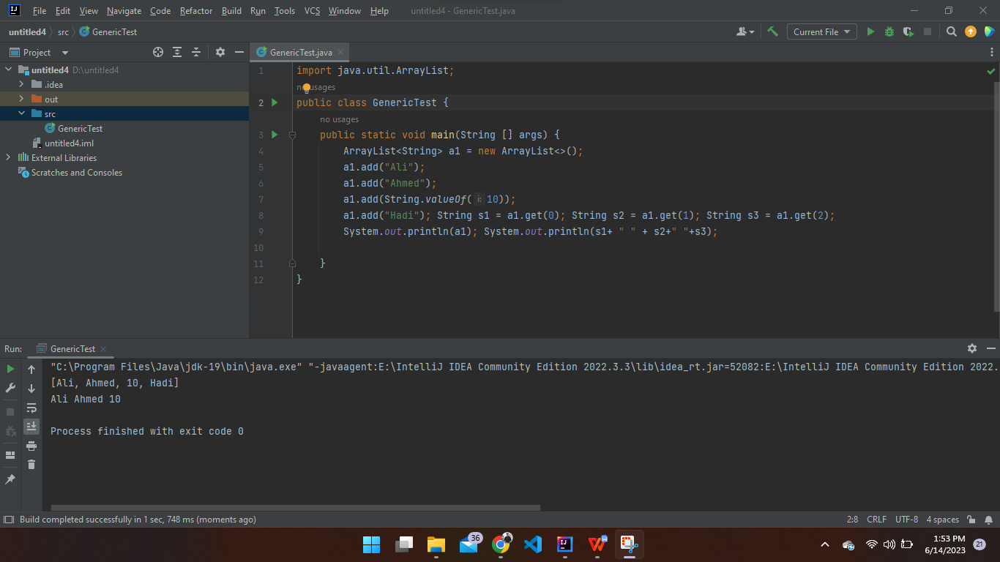 File Edit View Navigate Code Refactor Build Run Tools VCS Window Help untitled4 - GenericTest.java
untitled4 src GenericTest Current File
Project GenericTest.java
untitled4 D:\untitled4
.idea
out
src
GenericTest
untitled4.iml
External Libraries
Scratches and Consoles
1 import java.util.ArrayList;
usages
2 public class GenericTest {
no usages
3 public static void main(String [] args) {
4 ArrayList<String> a1 = new ArrayList<>();
5 a1.add("Ali");
6 a1.add("Ahmed");
7 a1.add(String.valueOf( i: 10));
8 a1.add("Hadi"); String s1 = a1.get(0); String s2 = a1.get(1); String s3 = a1.get(2);
9 System.out.println(a1); System.out.println(s1+ " " + s2+" "+s3);
10
11 }
12 }
Run: GenericTest
"C:\Program Files\Java\jdk-19\bin\java.exe" "-javaagent:E:\IntelliJ IDEA Community Edition 2022.3.3\lib\idea_rt.jar=52082:E:\IntelliJ IDEA Community Edition 2022.
[Ali, Ahmed, 10, Hadi]
Ali Ahmed 10
Process finished with exit code 0
Build completed successfully in 1 sec, 748 ms (moments ago) 2:8 CRLF UTF-8 4 spaces
36
1:53 PM
6/14/2023
21